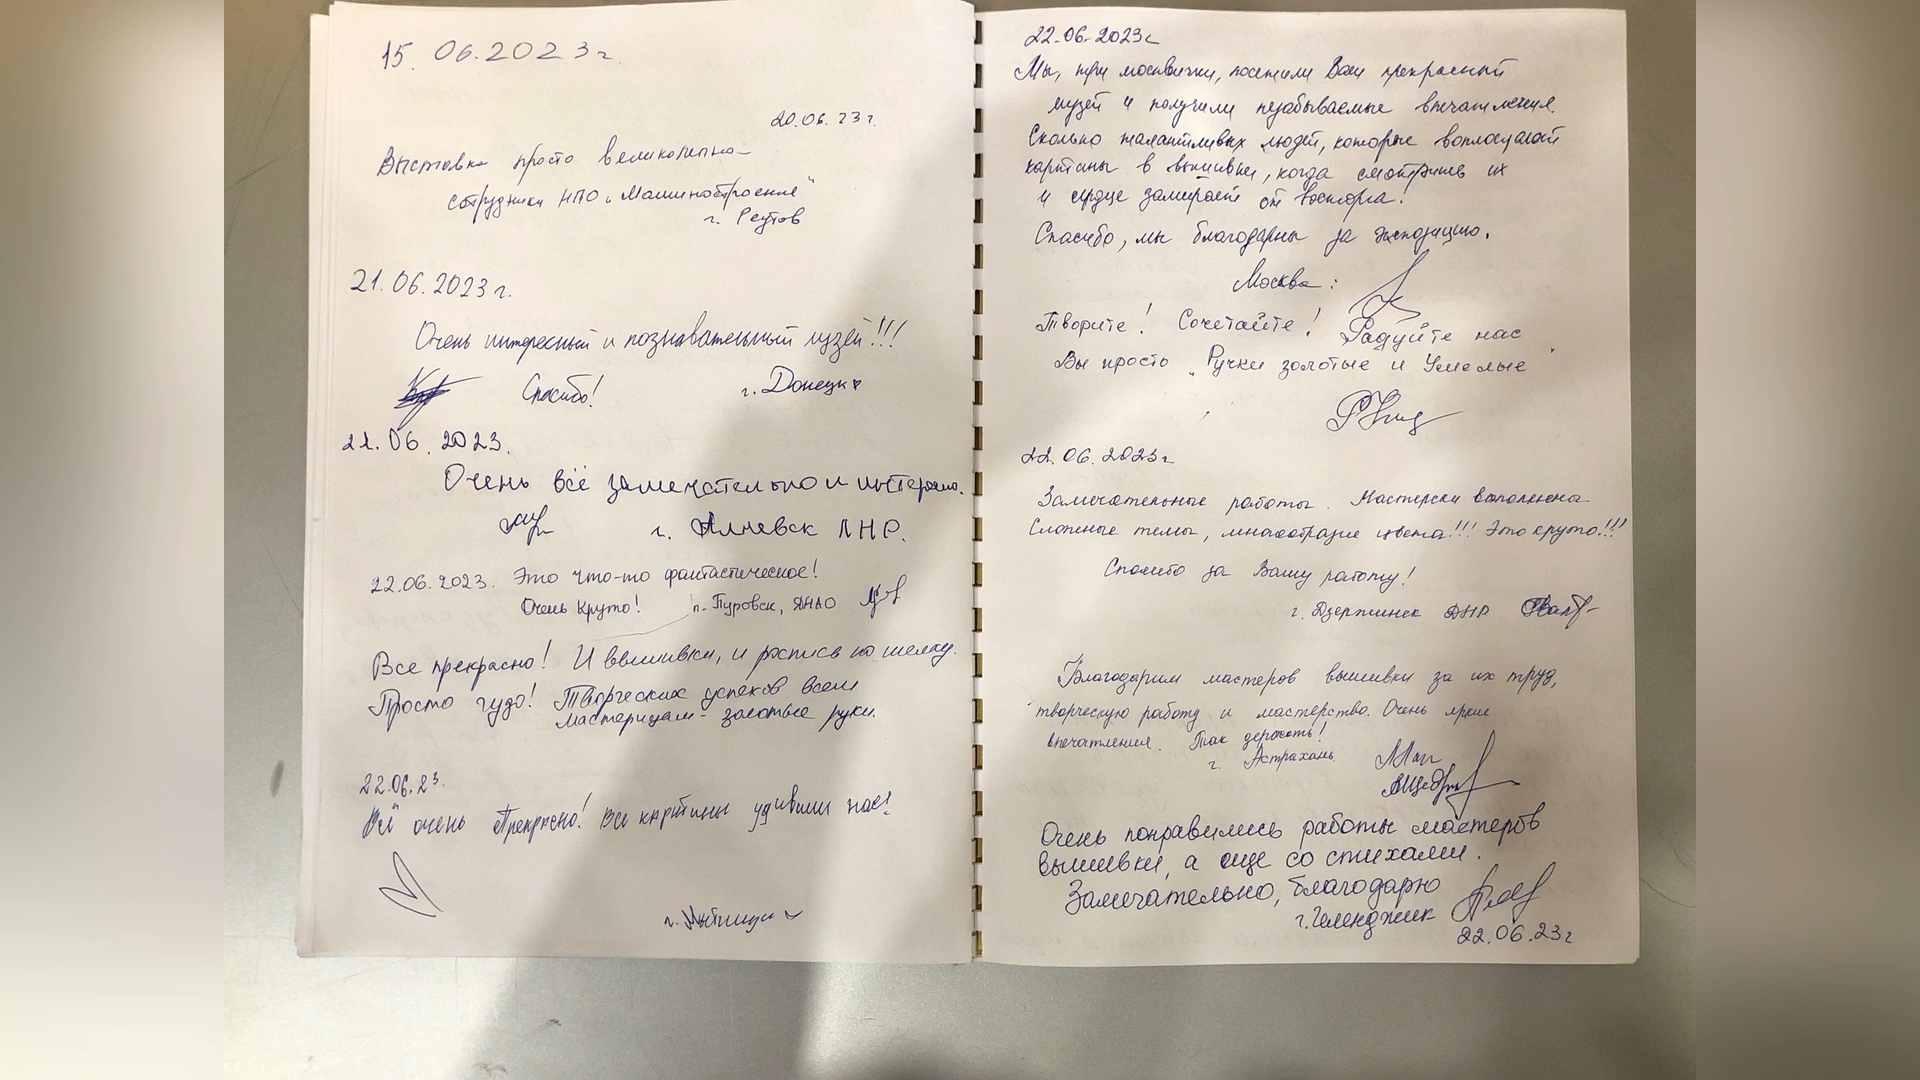 15. 06.2023г.
20.06.23г.
Выставка просто великолепно
сотрудники НПО "Машиностроения"
г. Реутов
21.06.2023г.
Очень интересный и познавательный музей!!!
Спасибо! г. Донецк
21.06.2023.
Очень всё замечательно и интересно.
г. Алчевск ЛНР.
22.06.2023. Это что-то фантастическое!
Очень круто! п. Пуровск, ЯНАО
Все прекрасно! И вышивки, и роспись по шелку.
Просто чудо! Творческих успехов всем
мастерицам - золотые руки.
22.06.23.
Всё очень прекрасно! Все картины удивили нас!
г. Мытищи
22.06.2023г
Мы, три москвички, посетили Ваш прекрасный
музей и получили незабываемые впечатления.
Сколько талантливых людей, которые
картины в вышивке, когда смотришь их
и сердце замирает от восторга!
Спасибо, мы благодарны за экспозицию.
Москва:
Творите! Сочетайте! Радуйте нас
Вы просто "Ручки золотые и Умелые"
22.06.2023г
Замечательные работы. Мастерски выполнена
Сложные темы, многообразие цвета!!! Это круто!!!
Спасибо за Вашу работу!
г. Дзержинск ДНР
Благодарим мастеров вышивки за их труд,
творческую работу и мастерство. Очень яркие
впечатления. Так держать!
г. Астрахань
Очень понравились работы мастеров
вышивки, а еще со стихами.
Замечательно, благодарю
г. Геленджик
22.06.23г